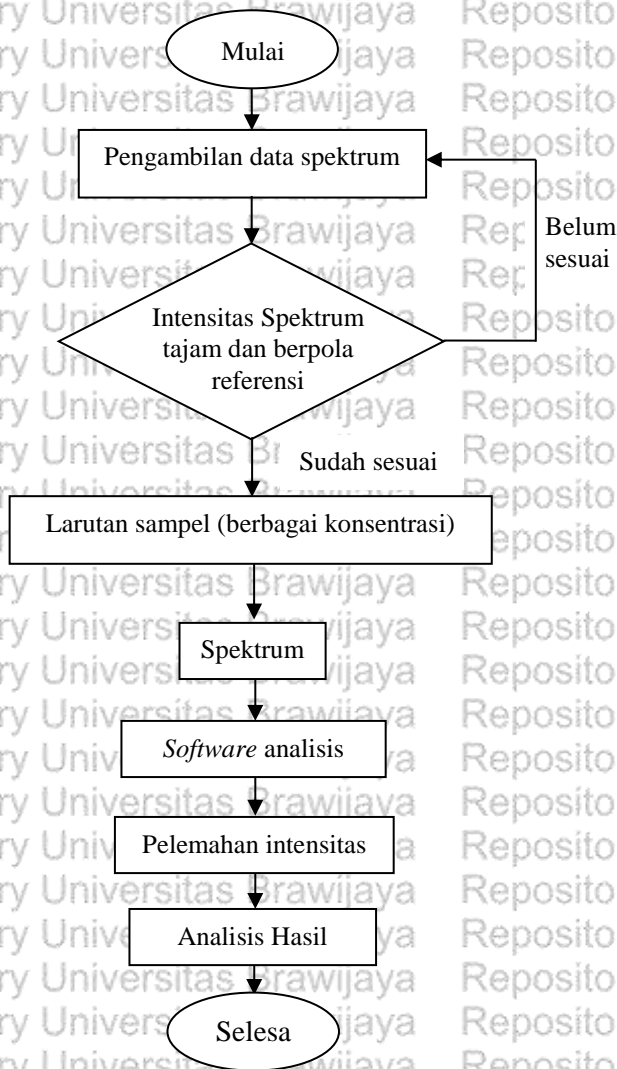 Mulai
Pengambilan data spektrum
Belum
sesuai
Intensitas Spektrum
tajam dan berpola
referensi
Sudah sesuai
Larutan sampel (berbagai konsentrasi)
Spektrum
Software analisis
Pelemahan intensitas
Analisis Hasil
Selesa